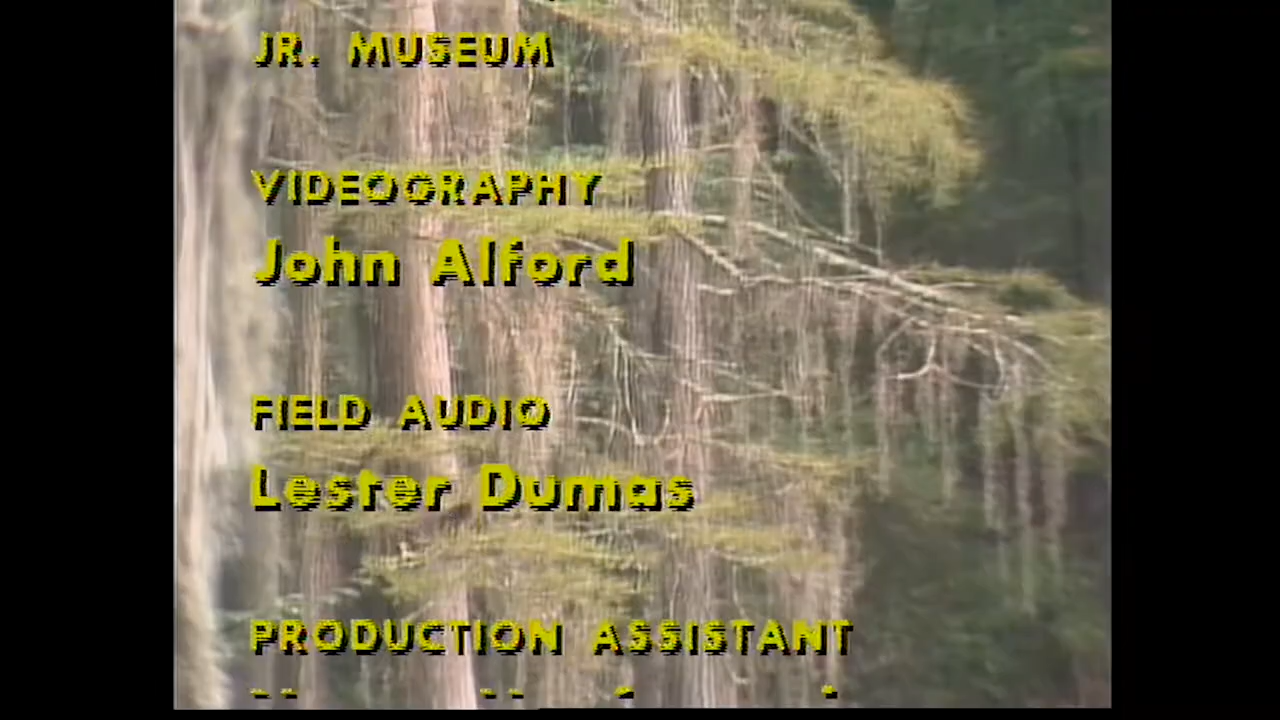 JR. MUSEUM
VIDEOGRAPHY
John Alford
FIELD AUDIO
Lester Dumas
PRODUCTION ASSISTANT